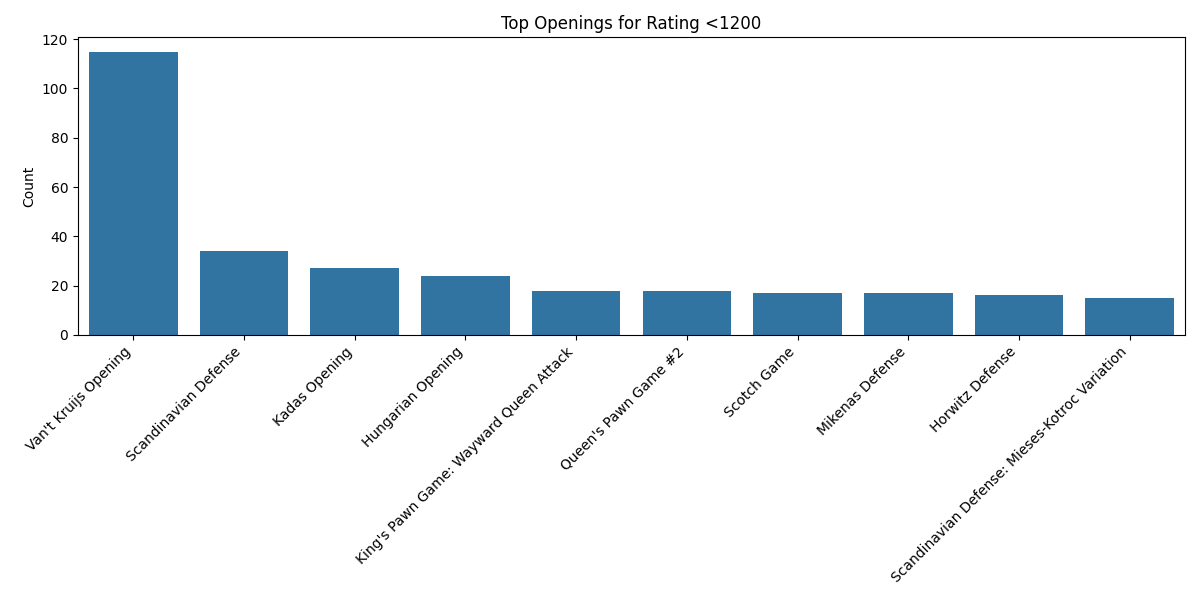 Top Openings for Rating <1200
Count
120
100
80
60
40
20
0
Van't Kruijs Opening
Scandinavian Defense
Kadas Opening
Hungarian Opening
King's Pawn Game: Wayward Queen Attack
Queen's Pawn Game #2
Scotch Game
Mikenas Defense
Horwitz Defense
Scandinavian Defense: Mieses-Kotroc Variation